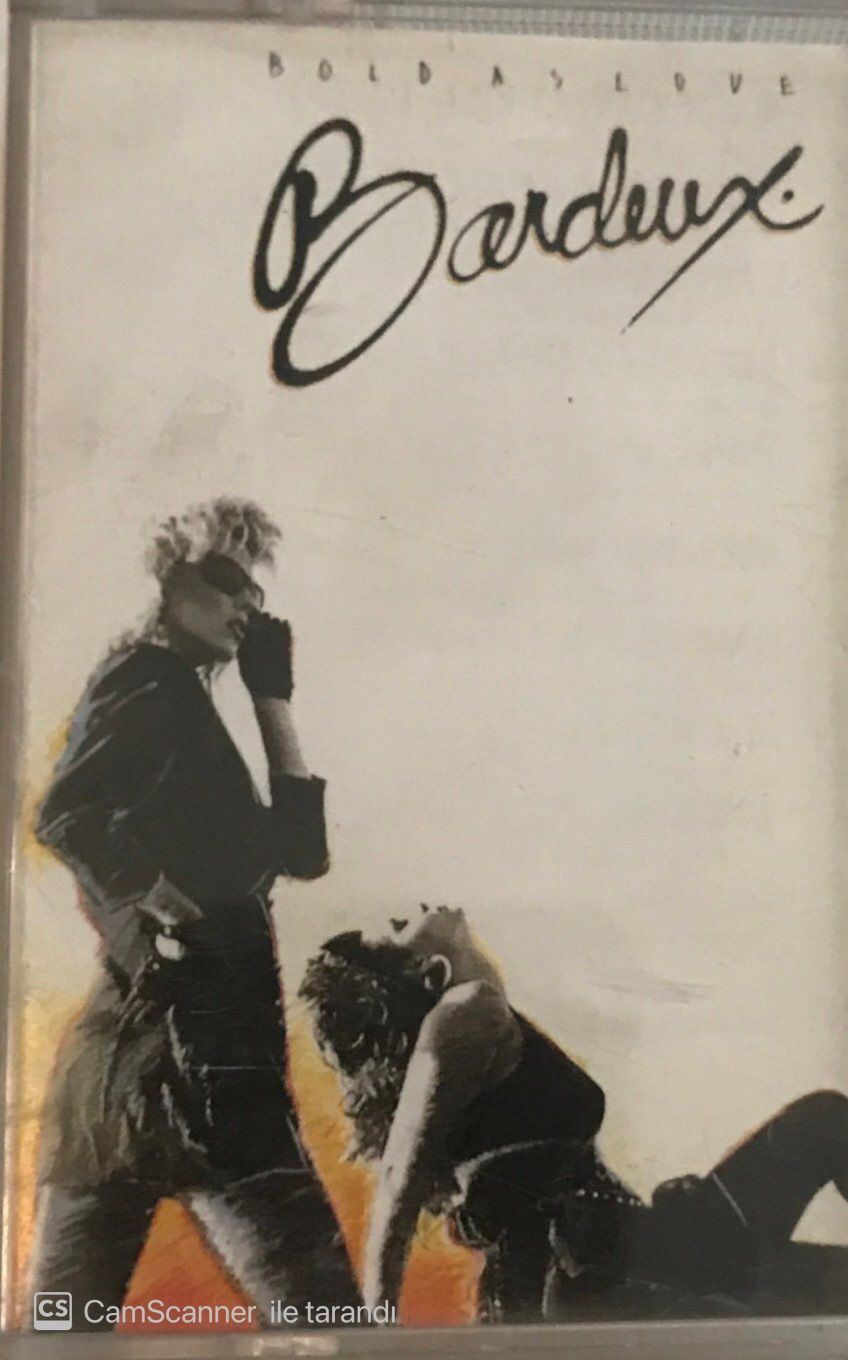 BOLD AS LOVE
Bardeux.
CS CamScanner ile tarandı